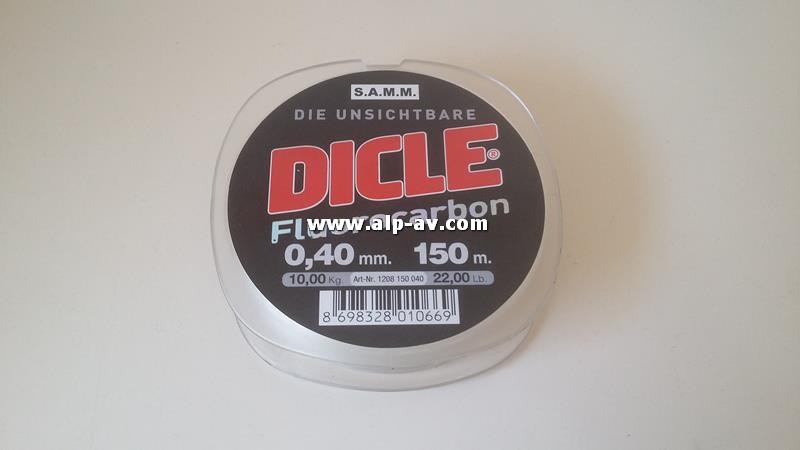 S.A.M.M.
DIE UNSICHTBARE
DICLE®
Fluorocarbon
www.alp-av.com
0,40 mm. 150 m.
10,00 Kg. Art-Nr. 1208 150 040 22,00 Lb.
8 698328 010669